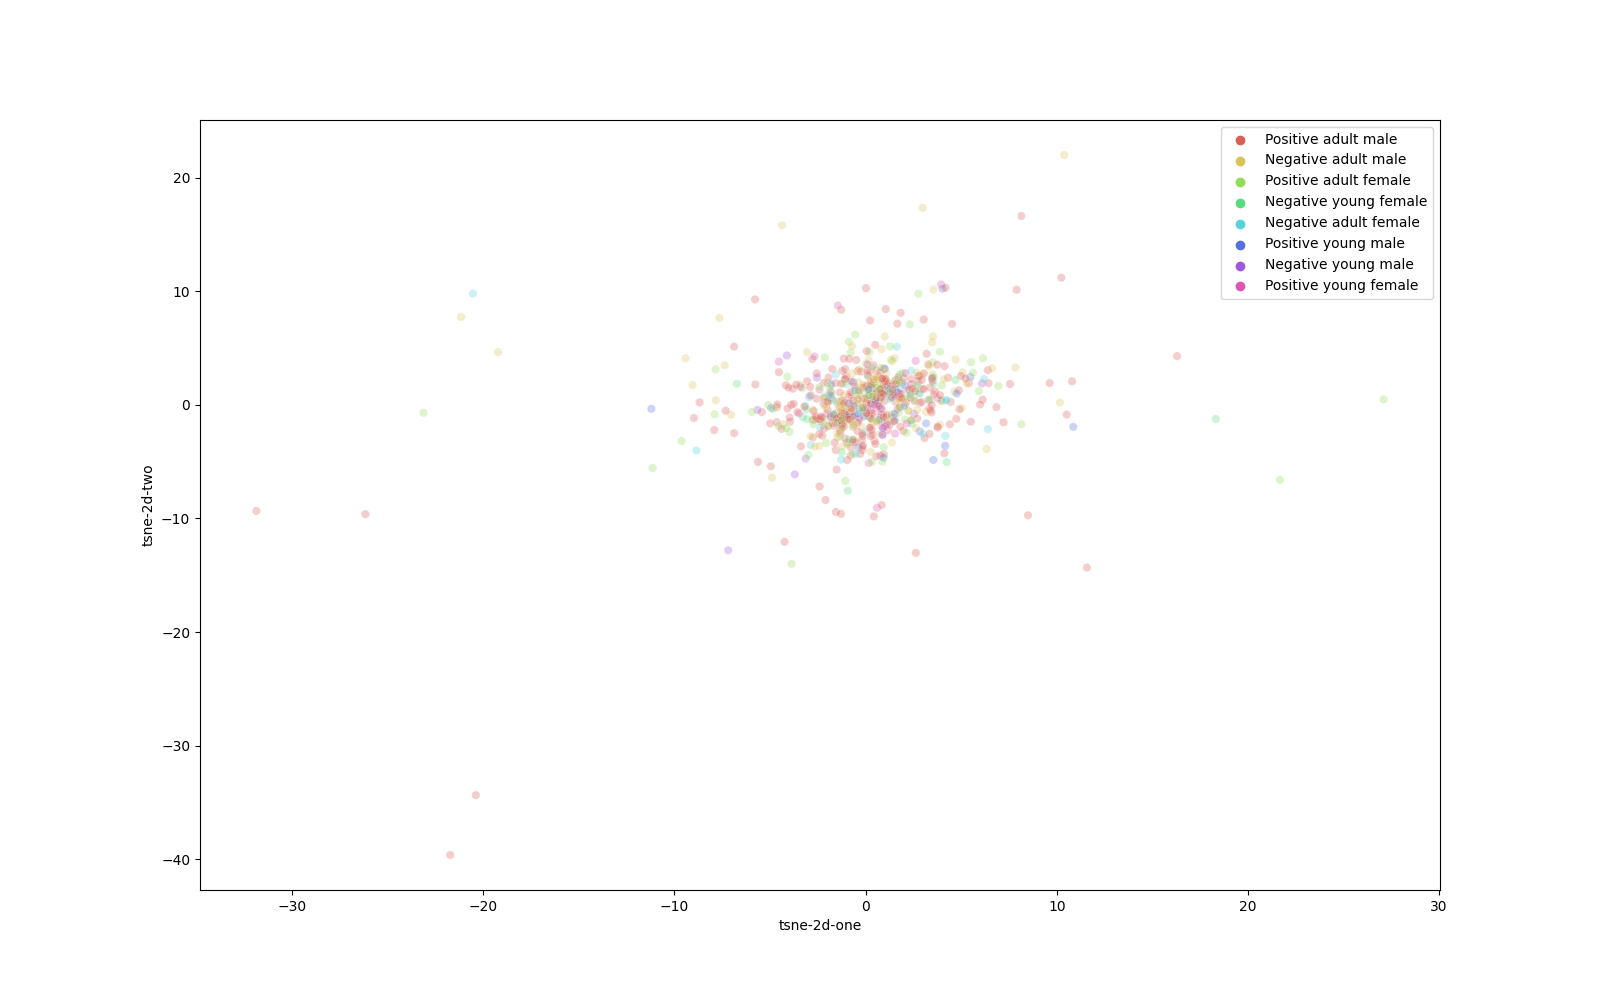 Positive adult male
Negative adult male
Positive adult female
Negative young female
Negative adult female
Positive young male
Negative young male
Positive young female
20
10
0
−10
−20
−30
−40
tsne-2d-two
−30 −20 −10 0 10 20 30
tsne-2d-one